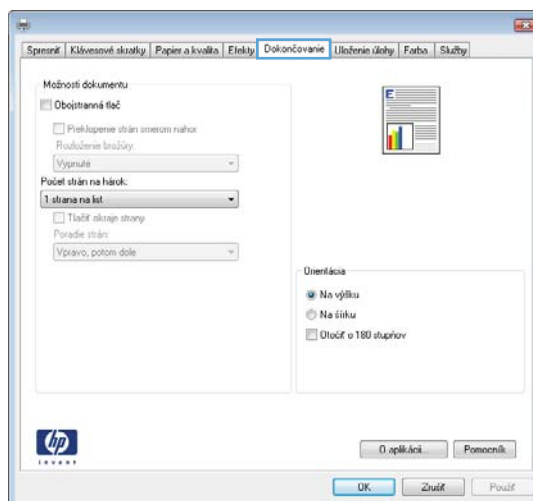 Spresniť Klávesové skratky Papier a kvalita Efekty Dokončovanie Uloženie úlohy Farba Služby
Možnosti dokumentu
Obojstranná tlač
Preklopenie strán smerom nahor
Rozloženie brožúry:
Vypnuté
Počet strán na hárok:
1 strana na list
Tlačiť okraje strany
Poradie strán:
Vpravo, potom dole
E
Orientácia
Na výšku
Na šírku
Otočiť o 180 stupňov
hp
invent
O aplikácii...
Pomocník
OK
Zrušiť
Použiť